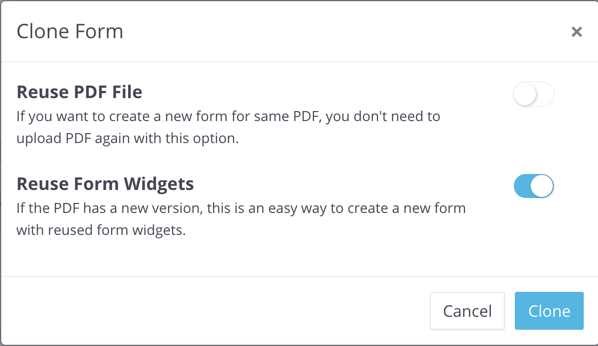 Clone Form
×
Reuse PDF File
If you want to create a new form for same PDF, you don't need to
upload PDF again with this option.
Reuse Form Widgets
If the PDF has a new version, this is an easy way to create a new form
with reused form widgets.
Cancel Clone